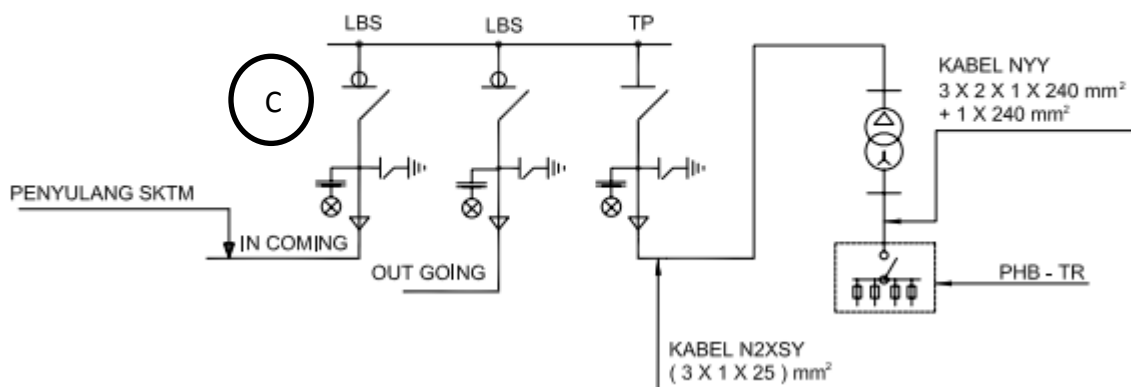 LBS
LBS
TP
C
KABEL NYY
3 X 2 X 1 X 240 mm²
+ 1 X 240 mm²
PENYULANG SKTM
IN COMING
OUT GOING
PHB - TR
KABEL N2XSY
( 3 X 1 X 25 ) mm²